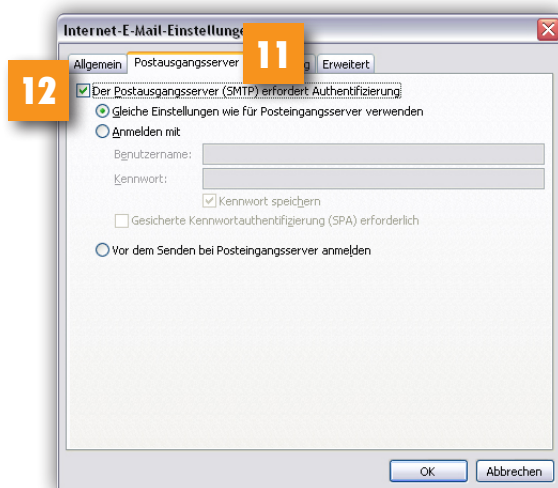 Internet-E-Mail-Einstellunge
11
Allgemein Postausgangsserver g Erweitert
12
Der Postausgangsserver (SMTP) erfordert Authentifizierung
Gleiche Einstellungen wie für Posteingangsserver verwenden
Anmelden mit
Benutzername:
Kennwort:
Kennwort speichern
Gesicherte Kennwortauthentifizierung (SPA) erforderlich
Vor dem Senden bei Posteingangsserver anmelden
OK Abbrechen